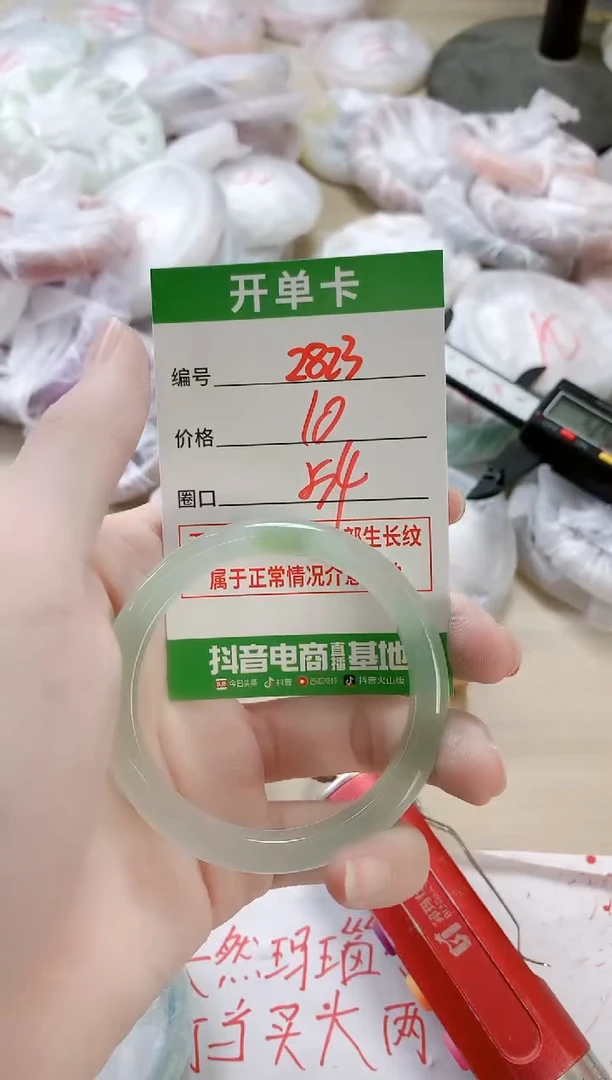 开单卡
编号 2823
价格 10
圈口 54
部生长纹
属于正常情况介意
抖音电商直播基地
今日头条 抖音 西瓜视频 抖音火山版
然玛瑙
买大两